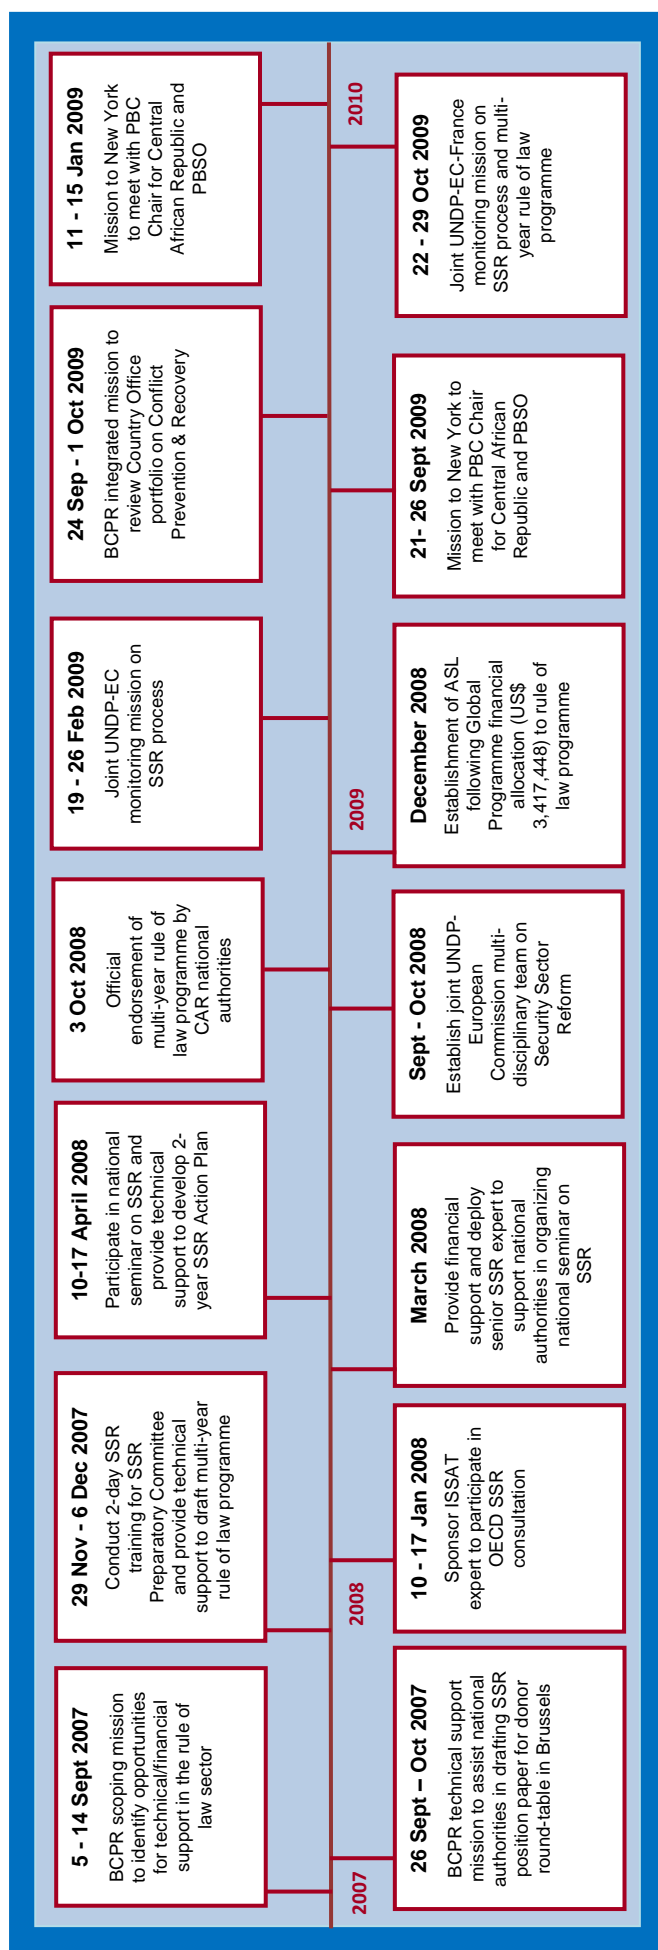 5 - 14 Sept 2007
BCPR scoping mission
to identify opportunities
for technical/financial
support in the rule of
law sector
29 Nov - 6 Dec 2007
Conduct 2-day SSR
training for SSR
Preparatory Committee
and provide technical
support to draft multi-year
rule of law programme
10-17 April 2008
Participate in national
seminar on SSR and
provide technical
support to develop 2-
year SSR Action Plan
3 Oct 2008
Official
endorsement of
multi-year rule of
law programme by
CAR national
authorities
19 - 26 Feb 2009
Joint UNDP-EC
monitoring mission on
SSR process
24 Sep - 1 Oct 2009
BCPR integrated mission to
review Country Office
portfolio on Conflict
Prevention & Recovery
11 - 15 Jan 2009
Mission to New York
to meet with PBC
Chair for Central
African Republic and
PBSO
2007
2008
2009
2010
26 Sept – Oct 2007
BCPR technical support
mission to assist national
authorities in drafting SSR
position paper for donor
round-table in Brussels
10 - 17 Jan 2008
Sponsor ISSAT
expert to participate in
OECD SSR
consultation
March 2008
Provide financial
support and deploy
senior SSR expert to
support national
authorities in organizing
national seminar on
SSR
Sept - Oct 2008
Establish joint UNDP-
European
Commission multi-
disciplinary team on
Security Sector
Reform
December 2008
Establishment of ASL
following Global
Programme financial
allocation (US$
3,417,448) to rule of
law programme
21- 26 Sept 2009
Mission to New York to
meet with PBC Chair
for Central African
Republic and PBSO
22 - 29 Oct 2009
Joint UNDP-EC-France
monitoring mission on
SSR process and multi-
year rule of law
programme